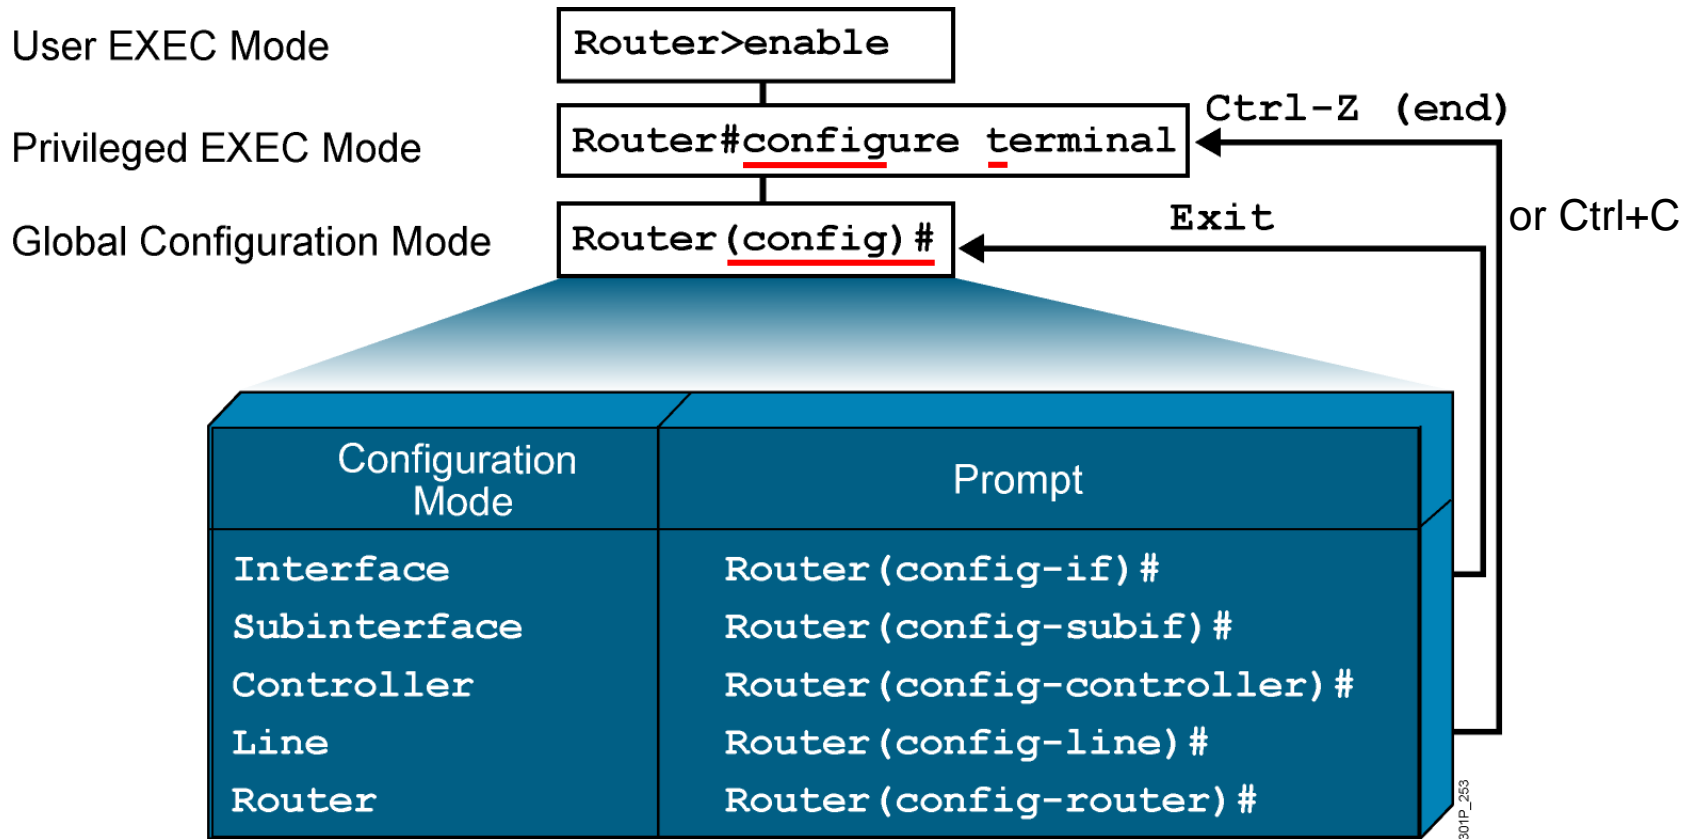 User EXEC Mode
Router>enable
Ctrl-Z (end)
Privileged EXEC Mode
Router#configure terminal
or Ctrl+C
Exit
Global Configuration Mode
Router(config)#
Configuration
Mode
Prompt
Interface
Router(config-if)#
Subinterface
Router(config-subif)#
Controller
Router(config-controller)#
Line
Router(config-line)#
Router
Router(config-router)#
301P_253